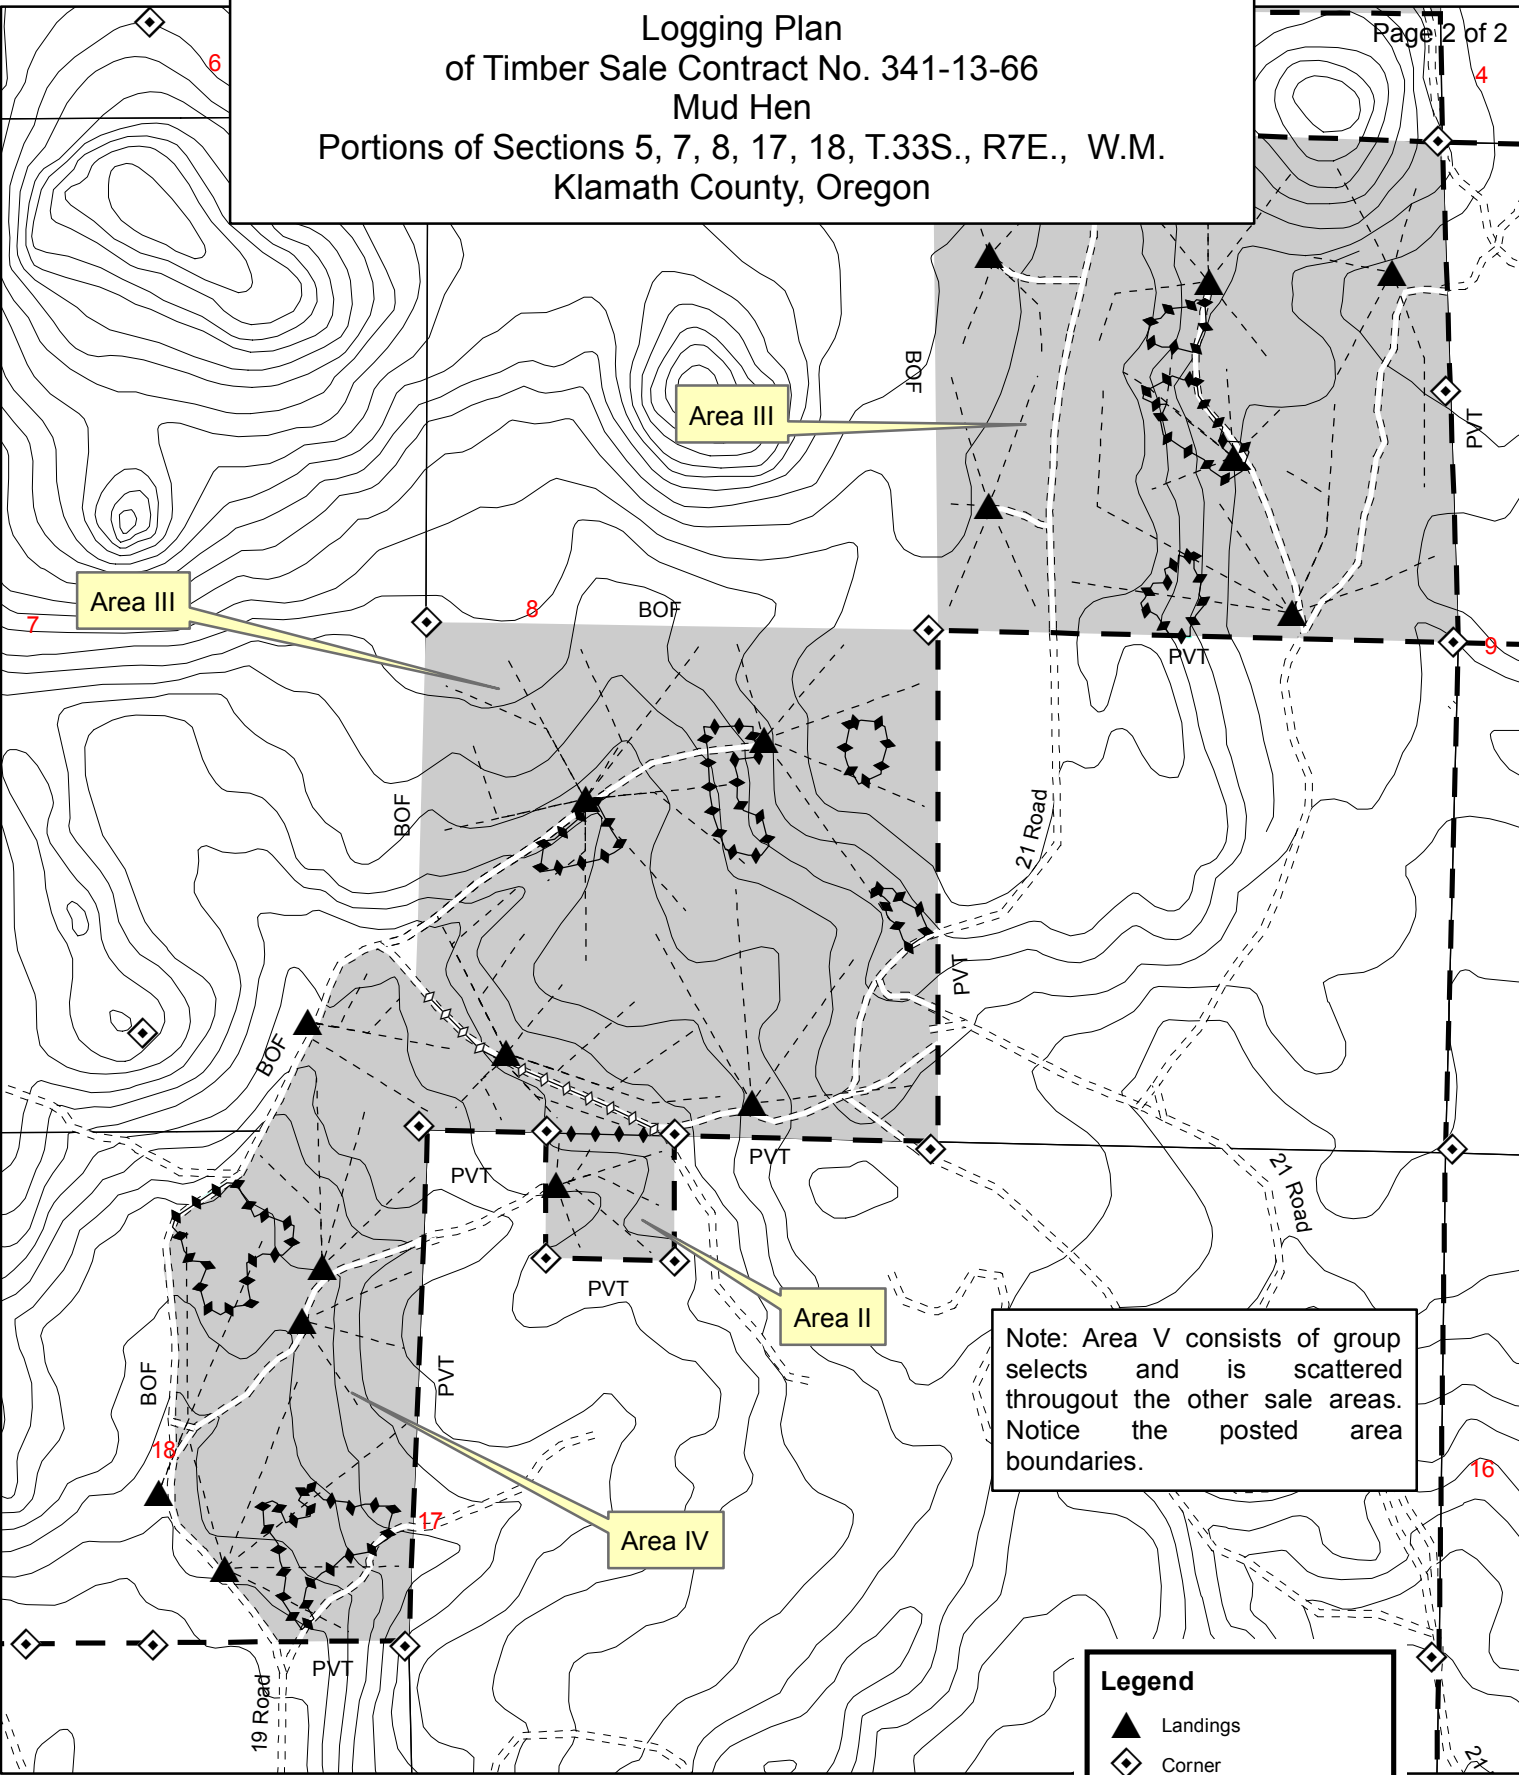 Logging Plan
of Timber Sale Contract No. 341-13-66
Mud Hen
Portions of Sections 5, 7, 8, 17, 18, T.33S., R7E., W.M.
Klamath County, Oregon
Page 2 of 2
6
4
BOF
Area III
PVT
Area III
7
8
BOF
9
PVT
BOF
21 Road
PVT
BOF
PVT
PVT
21 Road
PVT
Area II
BOF
PVT
Note: Area V consists of group
selects and is scattered
througout the other sale areas.
Notice the posted area
boundaries.
18
16
17
Area IV
PVT
19 Road
Legend
Landings
Corner
21